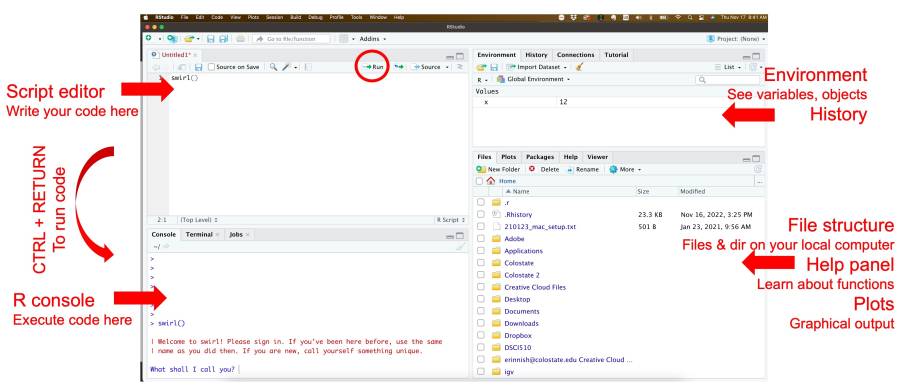 RStudio File Edit Code View Plots Session Build Debug Profile Tools Window Help
Thu Nov 17 8:41 AM
RStudio
Go to file/function
Addins
Project: (None)
Untitled1*
Source on Save
Run
Source
1 swirl()
2:1 (Top Level)
R Script
Console Terminal Jobs
~/
>
>
>
>
>
>
> swirl()
| Welcome to swirl! Please sign in. If you've been here before, use the same
| name as you did then. If you are new, call yourself something unique.
What shall I call you?
Environment History Connections Tutorial
Import Dataset
List
R
Global Environment
Values
x 12
Files Plots Packages Help Viewer
New Folder Delete Rename More
Home
...
Name Size Modified
.r
.Rhistory 23.3 KB Nov 16, 2022, 3:25 PM
210123_mac_setup.txt 501 B Jan 23, 2021, 9:56 AM
Adobe
Applications
Colostate
Colostate 2
Creative Cloud Files
Desktop
Documents
Downloads
Dropbox
DSCI510
erinnish@colostate.edu Creative Cloud ...
igv
Script editor
Write your code here
CTRL + RETURN
To run code
R console
Execute code here
Environment
See variables, objects
History
File structure
Files & dir on your local computer
Help panel
Learn about functions
Plots
Graphical output